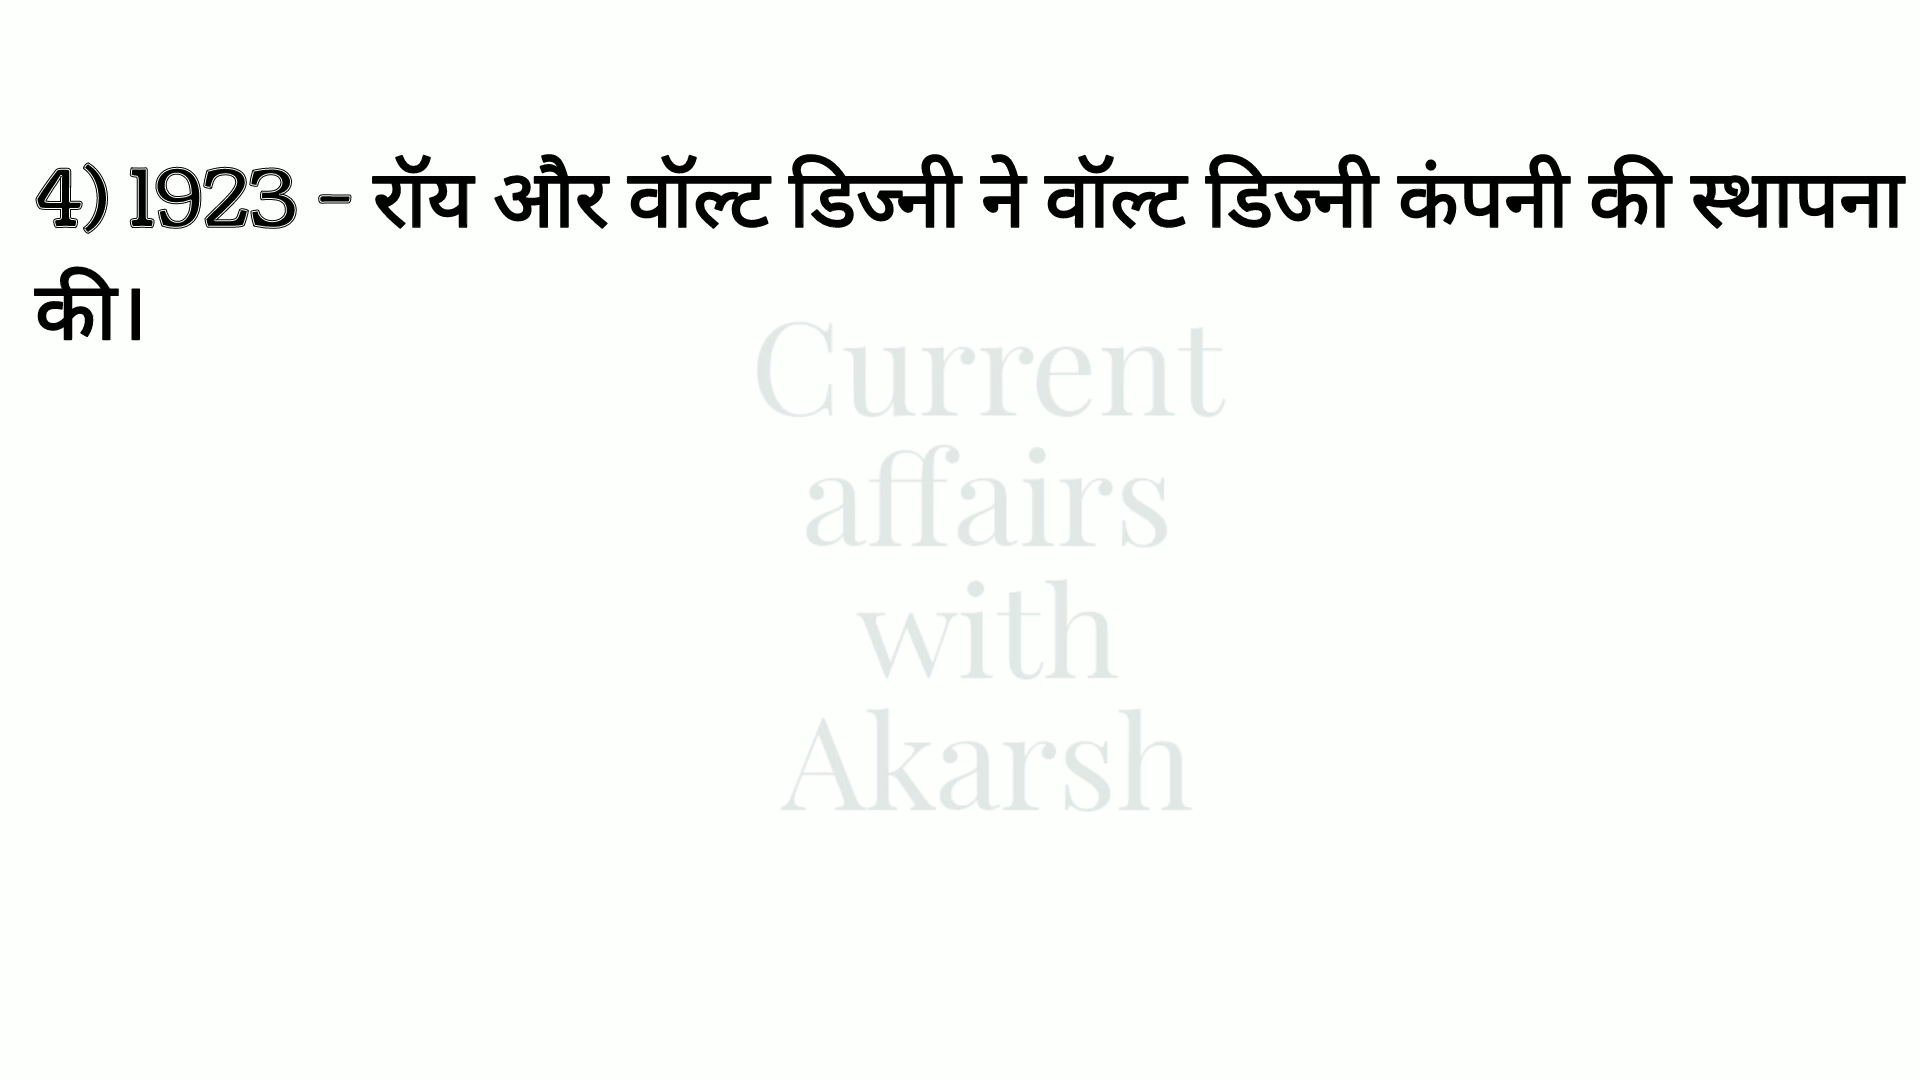 4) 1923 - रॉय और वॉल्ट डिज्नी ने वॉल्ट डिज्नी कंपनी की स्थापना
की।
Current
affairs
with
Akarsh